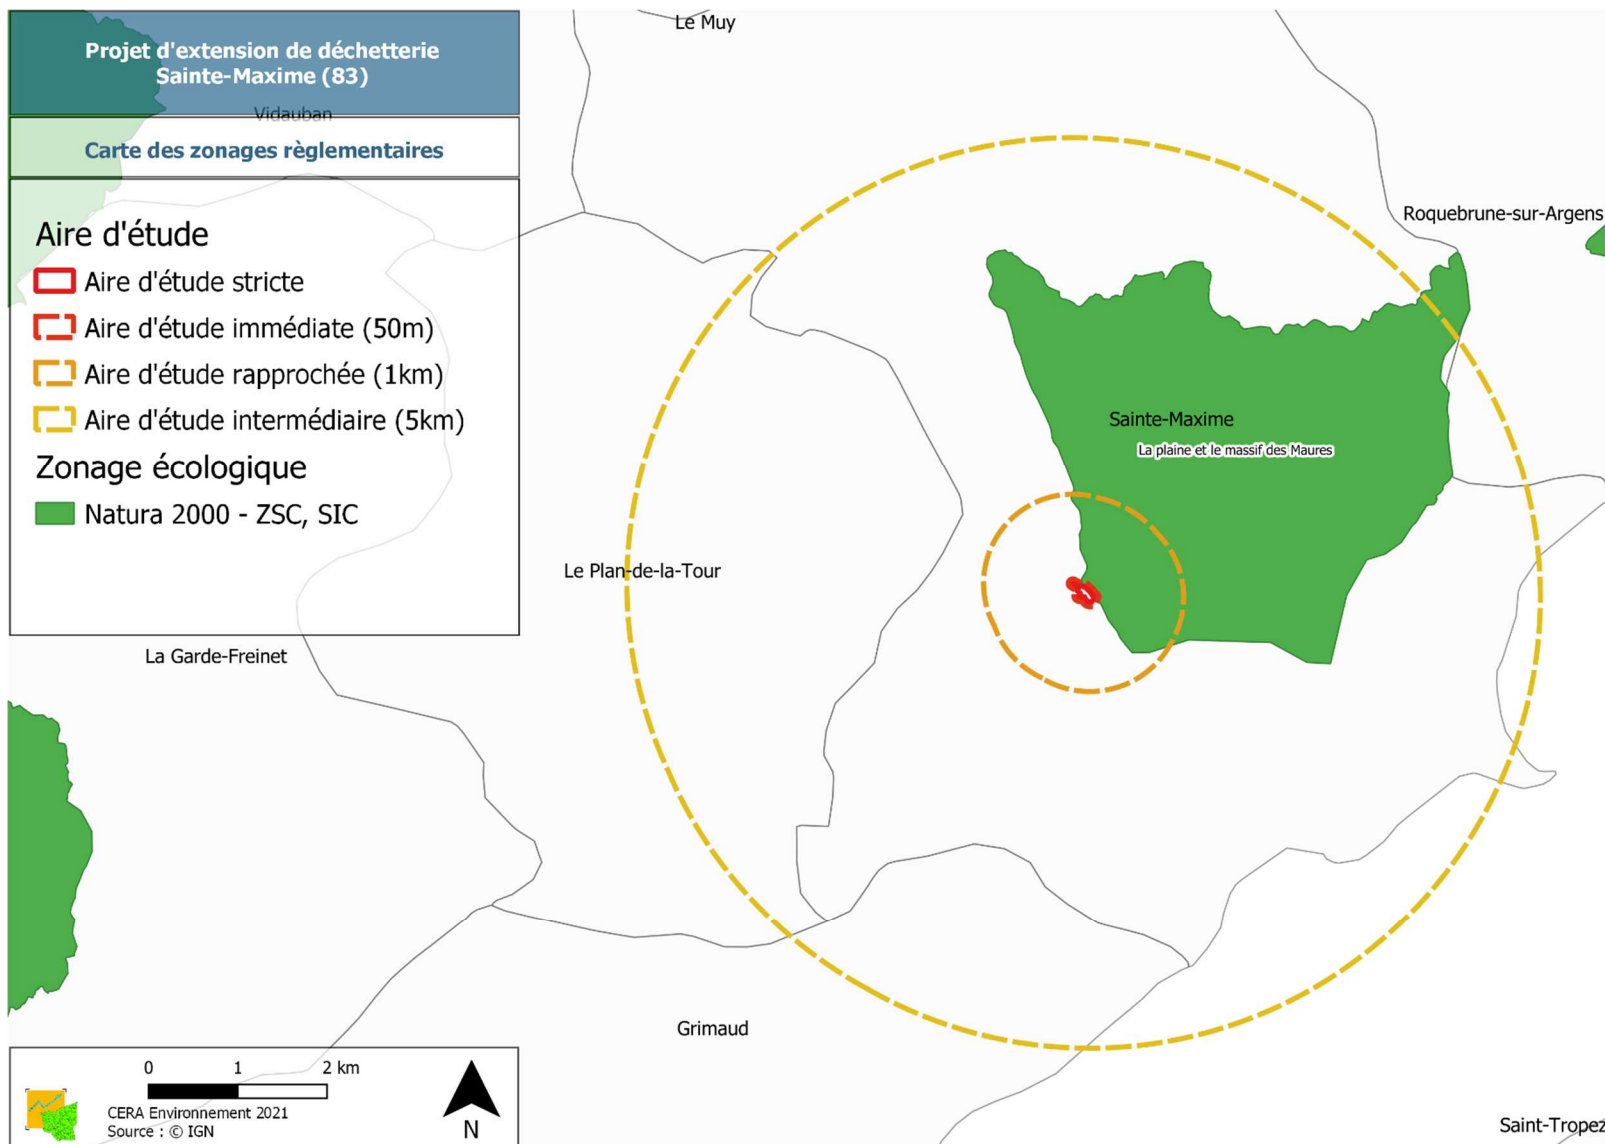 Projet d'extension de déchetterie
Sainte-Maxime (83)
Vidauban
Carte des zonages règlementaires
Aire d'étude
Aire d'étude stricte
Aire d'étude immédiate (50m)
Aire d'étude rapprochée (1km)
Aire d'étude intermédiaire (5km)
Zonage écologique
Natura 2000 - ZSC, SIC
Le Muy
Roquebrune-sur-Argens
Sainte-Maxime
La plaine et le massif des Maures
Le Plan-de-la-Tour
La Garde-Freinet
Grimaud
Saint-Tropez
0 1 2 km
CERA Environnement 2021
Source : © IGN
N